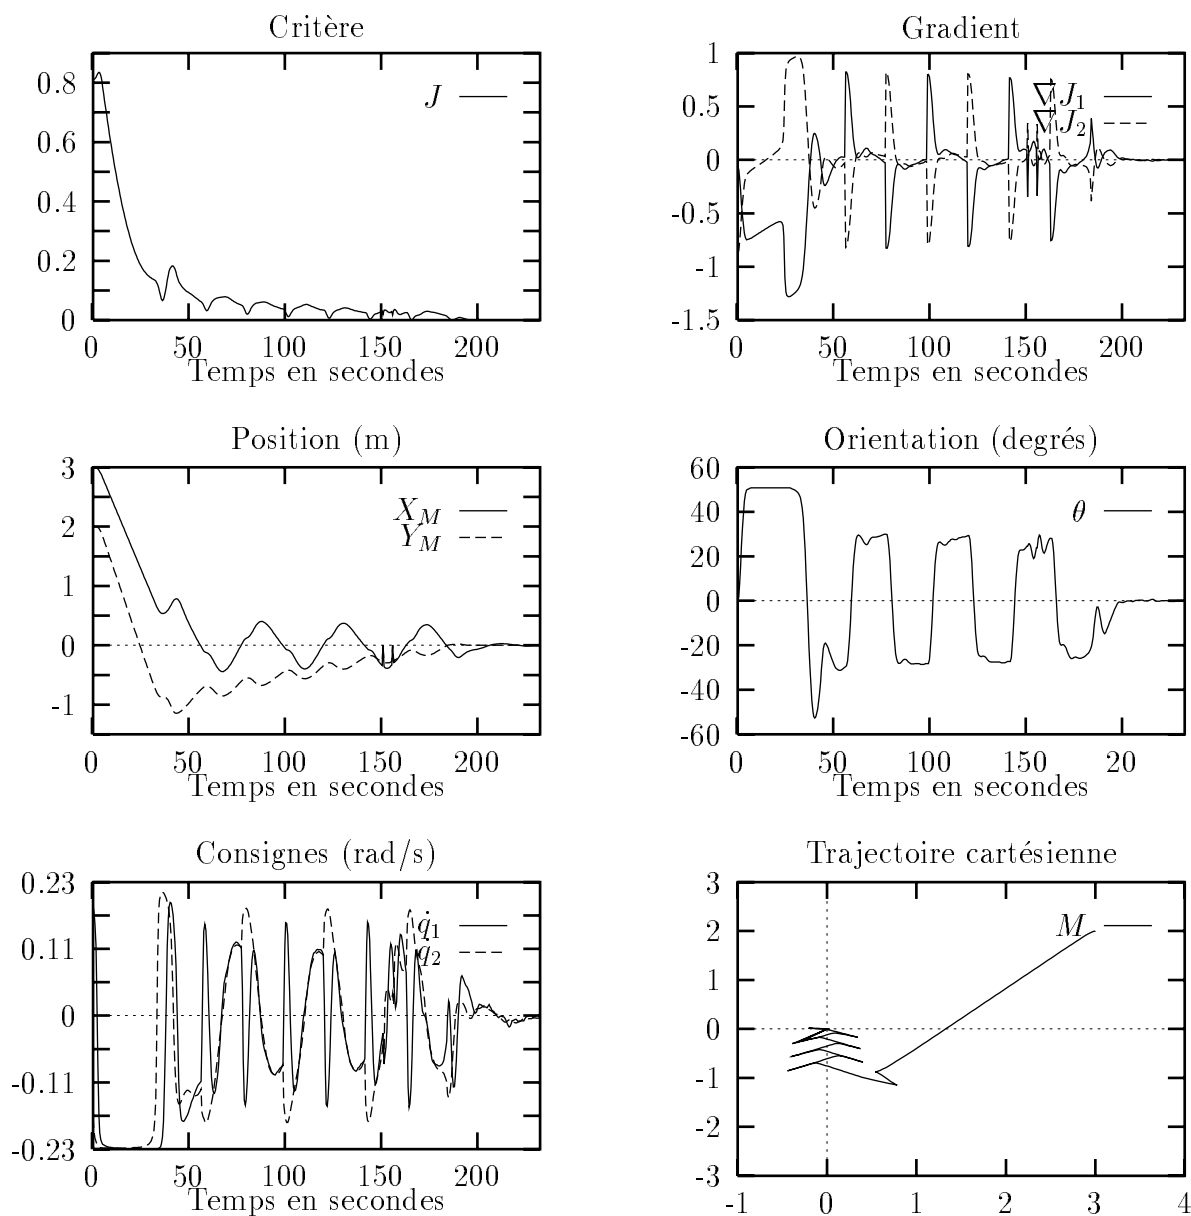 Critère
0.8
0.6
0.4
0.2
0
J
0 50 100 150 200
Temps en secondes
Gradient
1
0.5
0
-0.5
-1
-1.5
∇J₁
∇J₂
0 50 100 150 200
Temps en secondes
Position (m)
3
2
1
0
-1
X_M
Y_M
0 50 100 150 200
Temps en secondes
Orientation (degrés)
60
40
20
0
-20
-40
-60
θ
0 50 100 150 20
Temps en secondes
Consignes (rad/s)
0.23
0.11
0
-0.11
-0.23
q̇₁
q̇₂
0 50 100 150 200
Temps en secondes
Trajectoire cartésienne
3
2
1
0
-1
-2
-3
M
-1 0 1 2 3 4